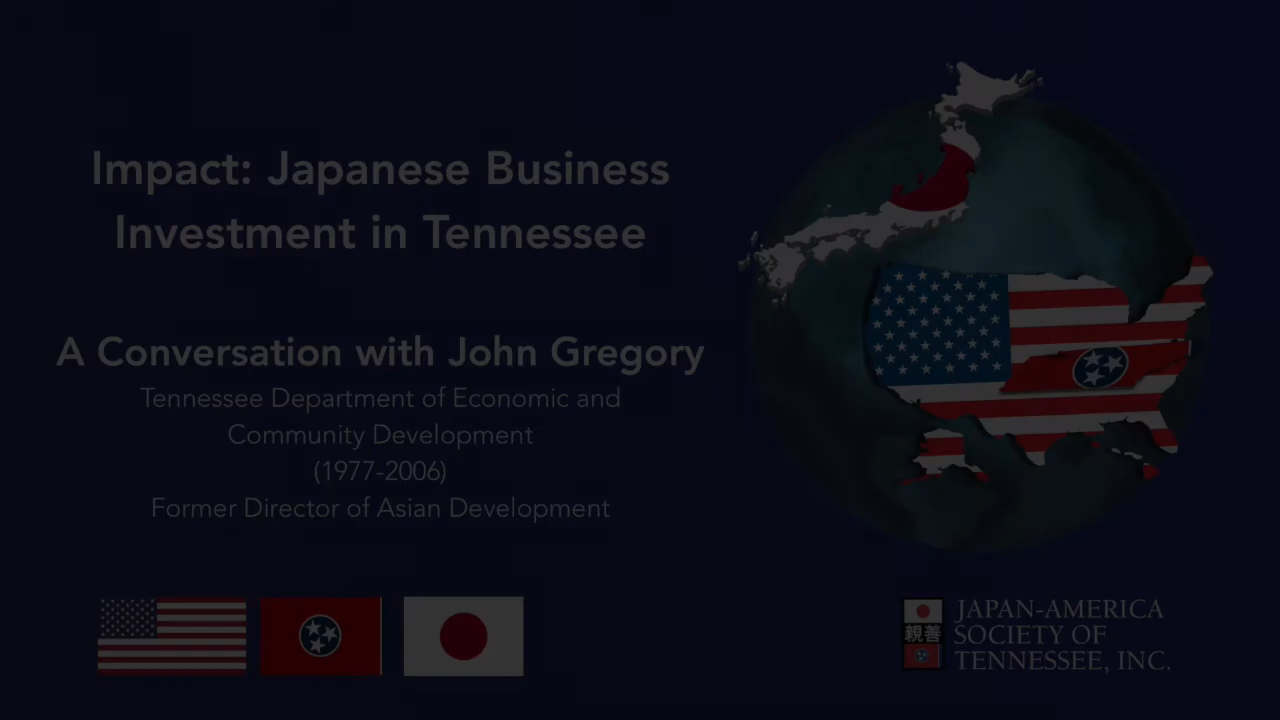 Impact: Japanese Business
Investment in Tennessee
A Conversation with John Gregory
Tennessee Department of Economic and
Community Development
(1977-2006)
Former Director of Asian Development
親善
JAPAN-AMERICA
SOCIETY OF
TENNESSEE, INC.